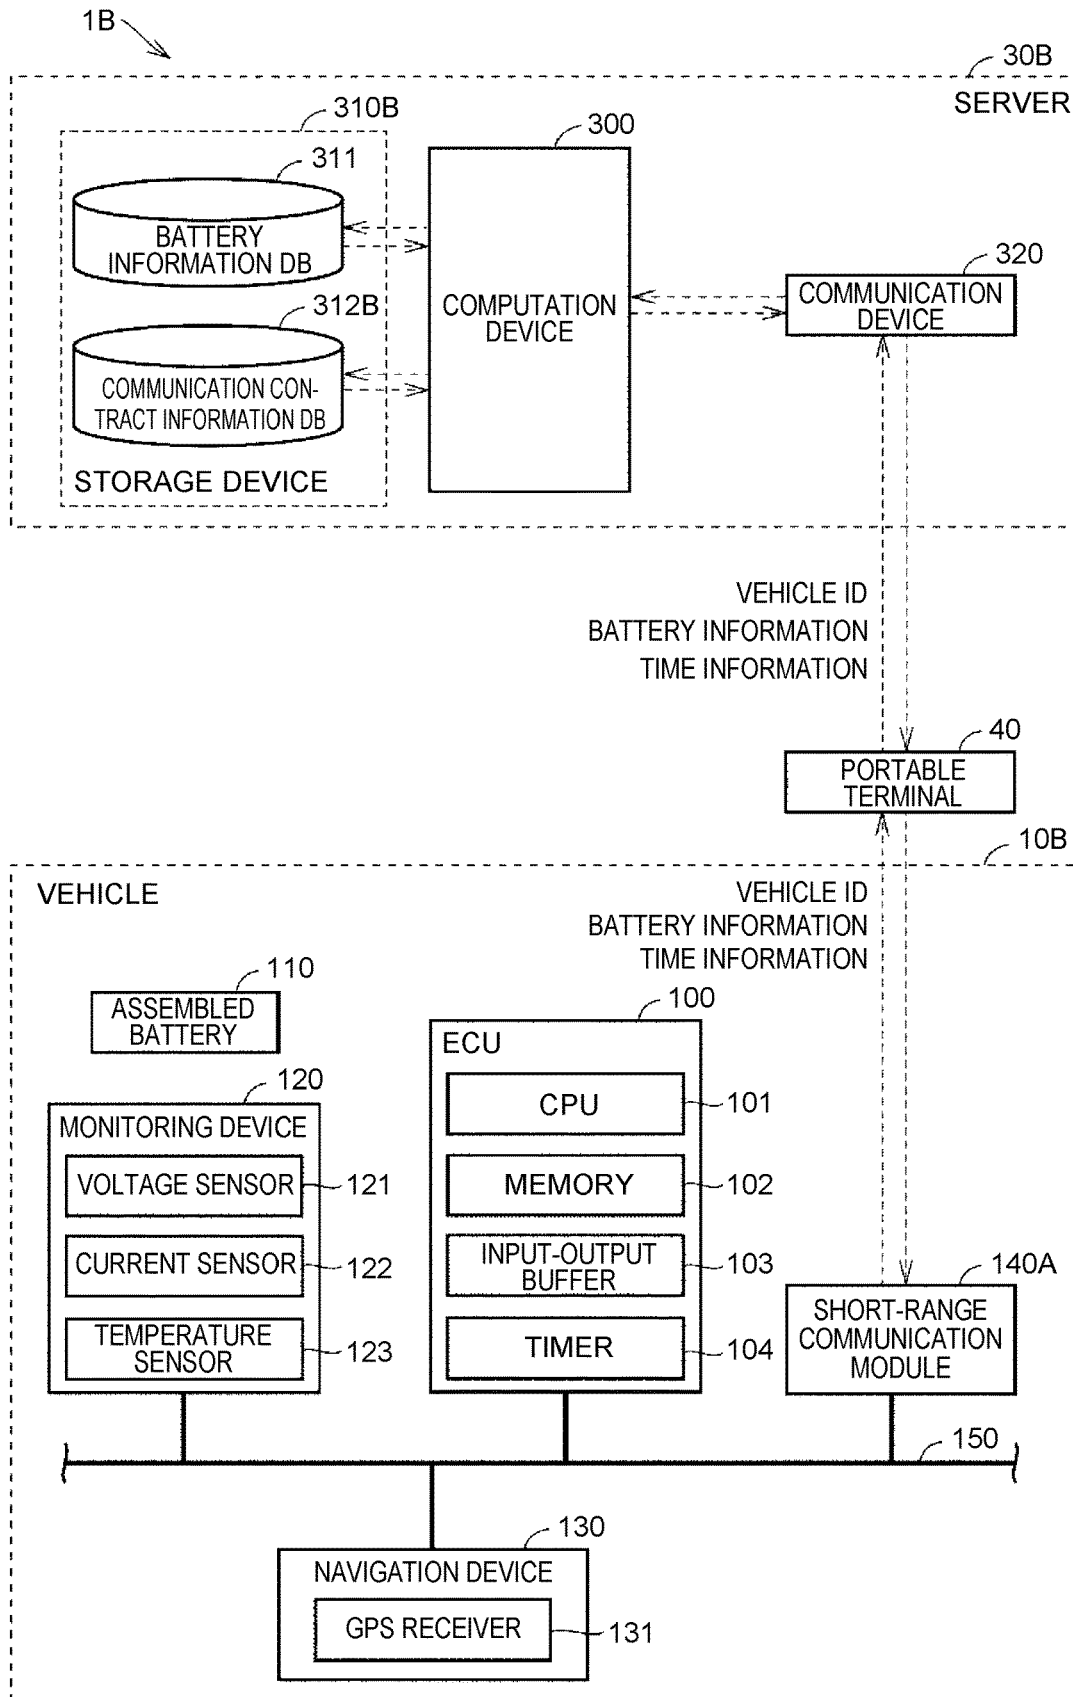 1B
30B
SERVER
310B
311
BATTERY
INFORMATION DB
312B
COMMUNICATION CON-
TRACT INFORMATION DB
STORAGE DEVICE
300
COMPUTATION
DEVICE
320
COMMUNICATION
DEVICE
VEHICLE ID
BATTERY INFORMATION
TIME INFORMATION
40
PORTABLE
TERMINAL
10B
VEHICLE
VEHICLE ID
BATTERY INFORMATION
TIME INFORMATION
110
ASSEMBLED
BATTERY
120
MONITORING DEVICE
VOLTAGE SENSOR
121
CURRENT SENSOR
122
TEMPERATURE
SENSOR
123
100
ECU
CPU
101
MEMORY
102
INPUT-OUTPUT
BUFFER
103
TIMER
104
140A
SHORT-RANGE
COMMUNICATION
MODULE
150
130
NAVIGATION DEVICE
GPS RECEIVER
131